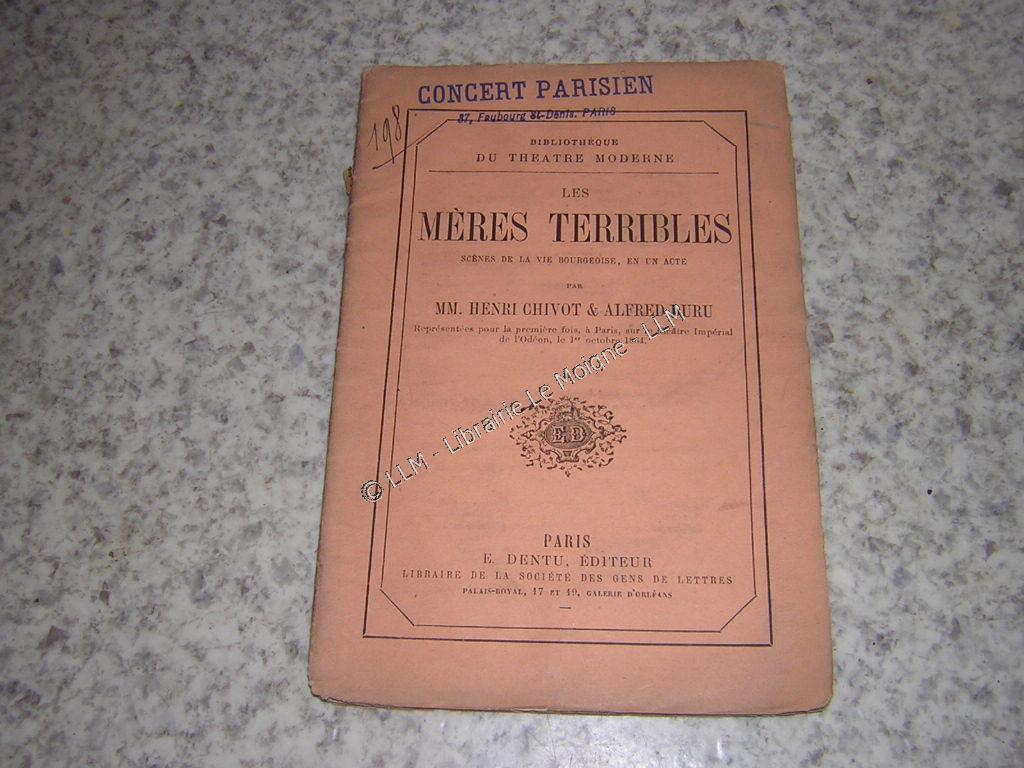 CONCERT PARISIEN
37, Faubourg St-Denis. PARIS
198
BIBLIOTHÈQUE
DU THEATRE MODERNE
LES
MÈRES TERRIBLES
SCÈNES DE LA VIE BOURGEOISE, EN UN ACTE
PAR
MM. HENRI CHIVOT & ALFRED DURU
Représentées pour la première fois, à Paris, sur Théâtre Impérial
de l'Odéon, le 1er octobre 1864.
© LLM - Librairie Le Moigne - LLM
E D
PARIS
E. DENTU, ÉDITEUR
LIBRAIRE DE LA SOCIÉTÉ DES GENS DE LETTRES
PALAIS-ROYAL, 17 ET 19, GALERIE D'ORLÉANS